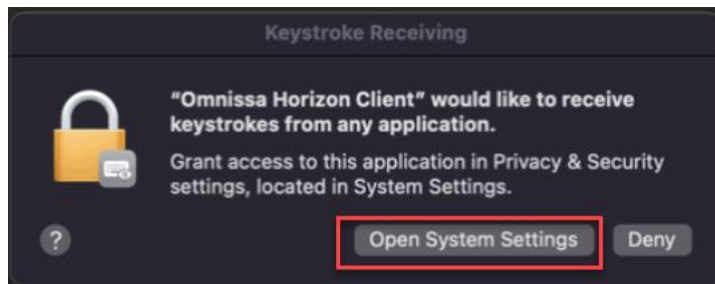 Keystroke Receiving
“Omnissa Horizon Client” would like to receive
keystrokes from any application.
Grant access to this application in Privacy & Security
settings, located in System Settings.
?
Open System Settings
Deny